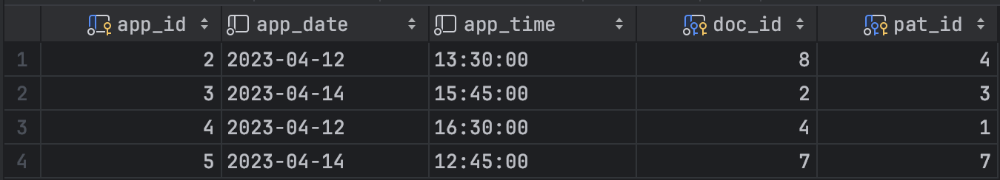 app_id app_date app_time doc_id pat_id
1 2 2023-04-12 13:30:00 8 4
2 3 2023-04-14 15:45:00 2 3
3 4 2023-04-12 16:30:00 4 1
4 5 2023-04-14 12:45:00 7 7